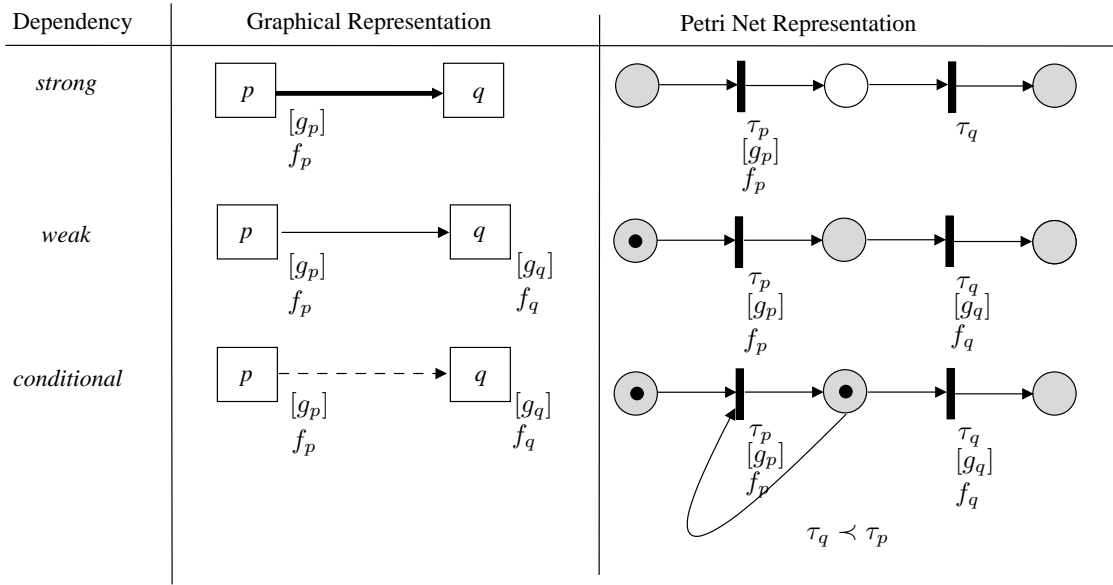 Dependency Graphical Representation Petri Net Representation
strong
p q
[g_p]
f_p
τ_p
[g_p]
f_p
τ_q
weak
p q
[g_p]
f_p
[g_q]
f_q
τ_p
[g_p]
f_p
τ_q
[g_q]
f_q
conditional
p q
[g_p]
f_p
[g_q]
f_q
τ_p
[g_p]
f_p
τ_q
[g_q]
f_q
τ_q ≺ τ_p